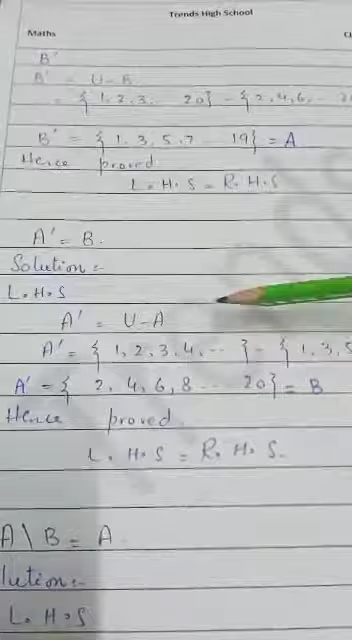 Trends High School
Maths
B'
B' = U - B
= { 1, 2, 3, ... 20} - {2, 4, 6, ...
B' = { 1, 3, 5, 7 ... 19} = A
Hence proved
L.H.S = R.H.S
A' = B.
Solution:-
L.H.S
A' = U - A
A' = { 1, 2, 3, 4, ... } - { 1, 3, 5
A' = { 2, 4, 6, 8 ... 20} = B
Hence proved.
L.H.S = R.H.S.
A \ B = A
lution:-
L.H.S